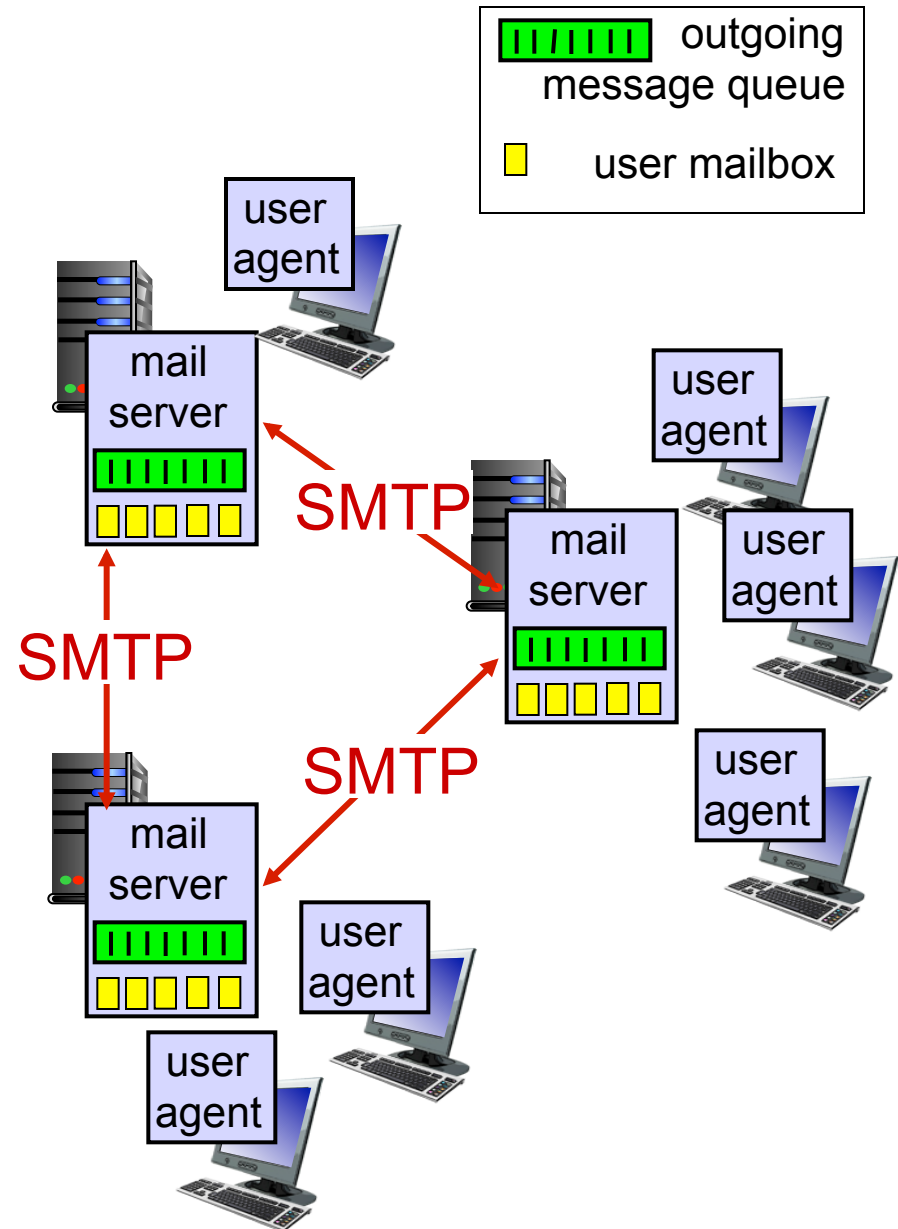 outgoing
message queue
user mailbox
user
agent
mail
server
SMTP
user
agent
mail
server
user
agent
SMTP
SMTP
user
agent
mail
server
user
agent
user
agent